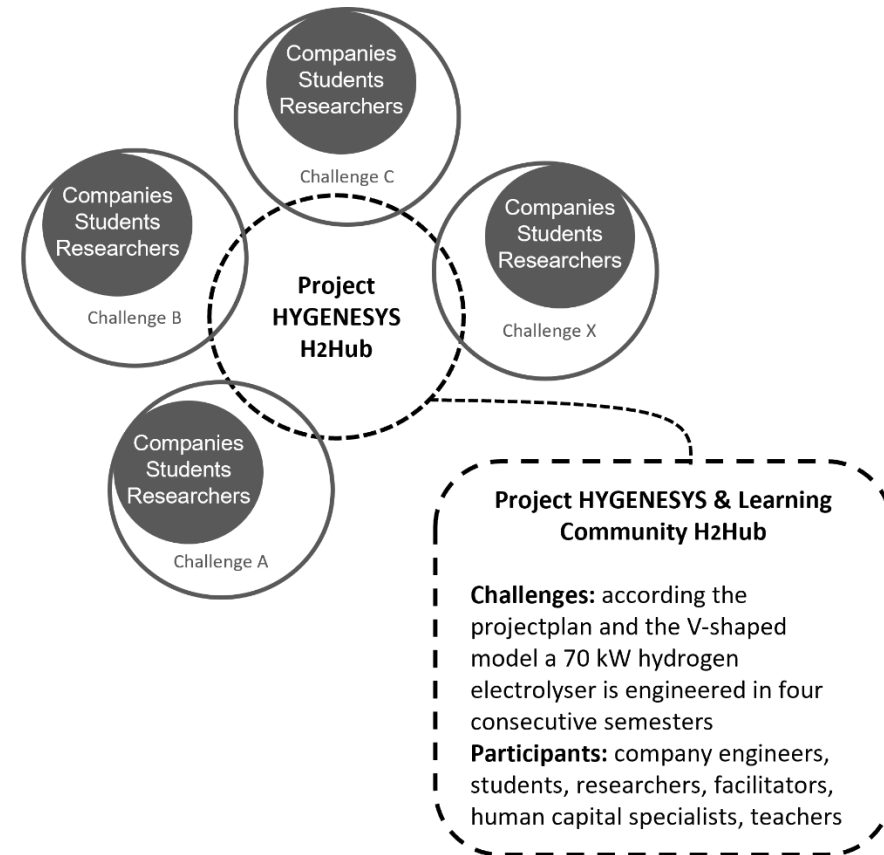 Companies
Students
Researchers
Challenge C
Companies
Students
Researchers
Challenge B
Companies
Students
Researchers
Challenge X
Project
HYGENESYS
H2Hub
Companies
Students
Researchers
Challenge A
Project HYGENESYS & Learning
Community H2Hub
Challenges: according the
projectplan and the V-shaped
model a 70 kW hydrogen
electrolyser is engineered in four
consecutive semesters
Participants: company engineers,
students, researchers, facilitators,
human capital specialists, teachers